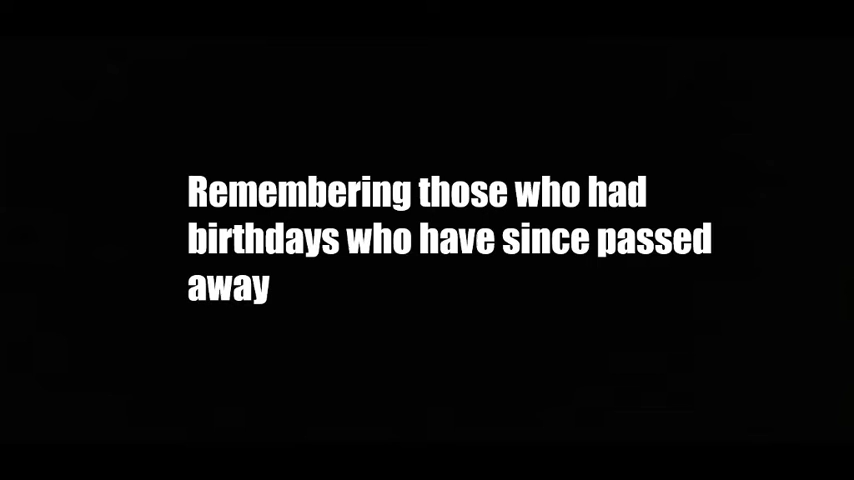 Remembering those who had
birthdays who have since passed
away